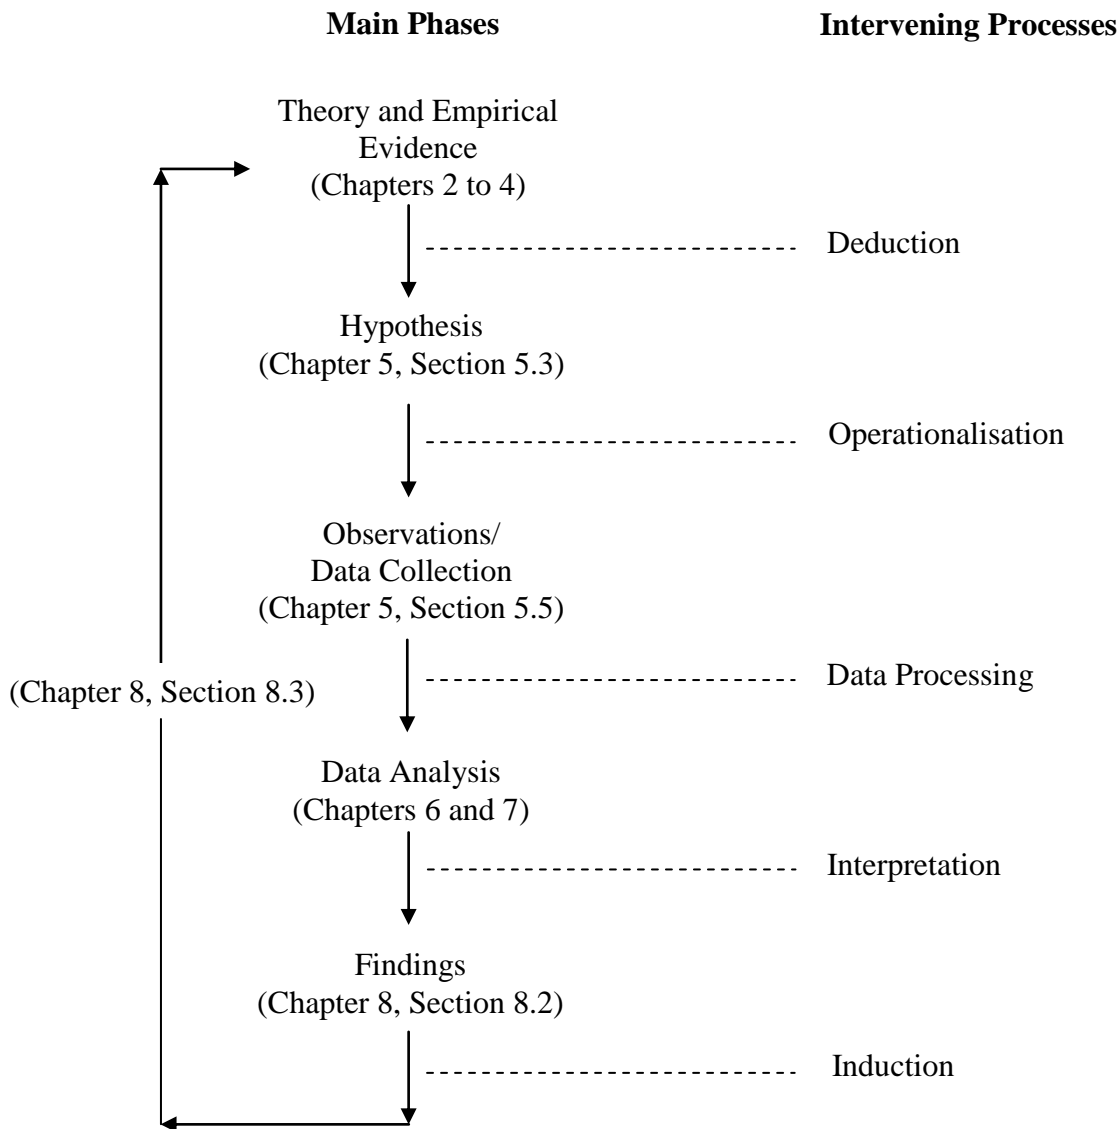 Main Phases
Intervening Processes
Theory and Empirical
Evidence
(Chapters 2 to 4)
Deduction
Hypothesis
(Chapter 5, Section 5.3)
Operationalisation
Observations/
Data Collection
(Chapter 5, Section 5.5)
(Chapter 8, Section 8.3)
Data Processing
Data Analysis
(Chapters 6 and 7)
Interpretation
Findings
(Chapter 8, Section 8.2)
Induction